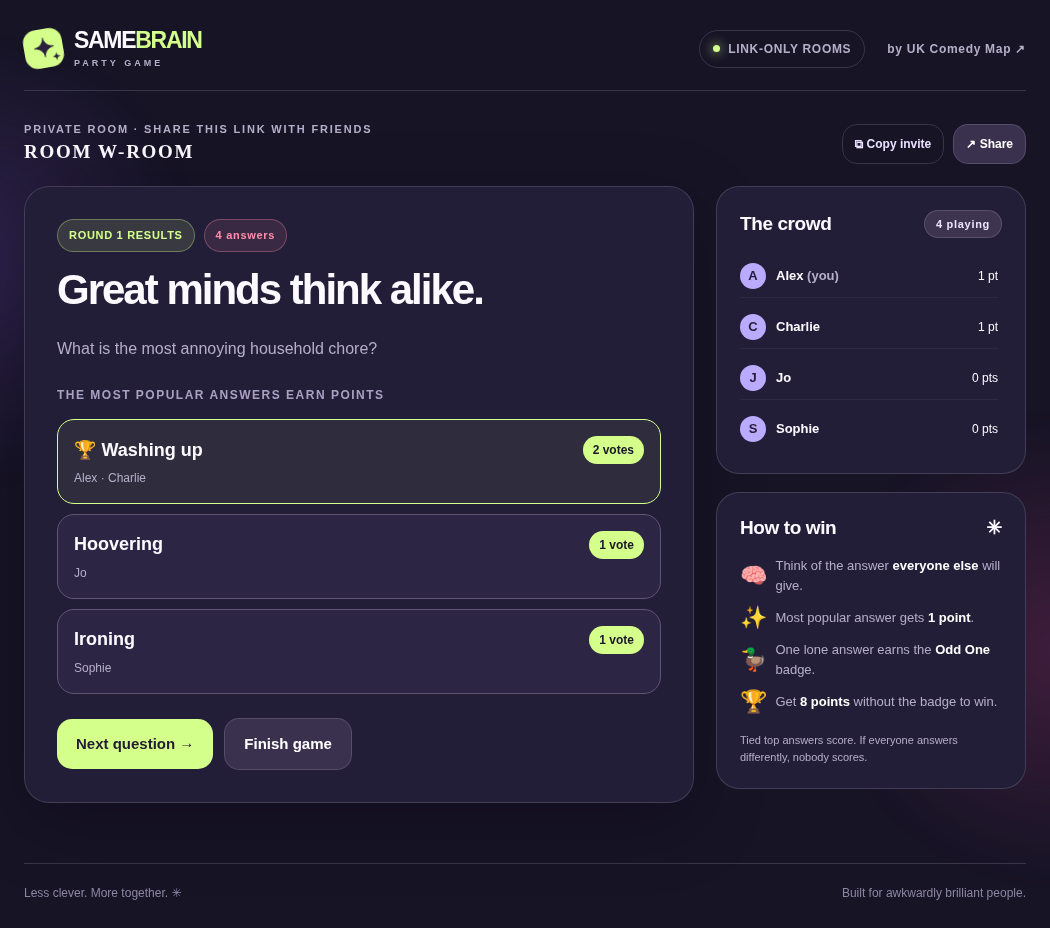 SAMEBRAIN
PARTY GAME
LINK-ONLY ROOMS
by UK Comedy Map ↗
PRIVATE ROOM · SHARE THIS LINK WITH FRIENDS
ROOM W-ROOM
⧉ Copy invite
↗ Share
ROUND 1 RESULTS
4 answers
Great minds think alike.
What is the most annoying household chore?
THE MOST POPULAR ANSWERS EARN POINTS
🏆 Washing up
2 votes
Alex · Charlie
Hoovering
1 vote
Jo
Ironing
1 vote
Sophie
Next question →
Finish game
The crowd
4 playing
A Alex (you) 1 pt
C Charlie 1 pt
J Jo 0 pts
S Sophie 0 pts
How to win ✳
🧠 Think of the answer everyone else will
give.
✨ Most popular answer gets 1 point.
🦆 One lone answer earns the Odd One
badge.
🏆 Get 8 points without the badge to win.
Tied top answers score. If everyone answers
differently, nobody scores.
Less clever. More together. ✳
Built for awkwardly brilliant people.